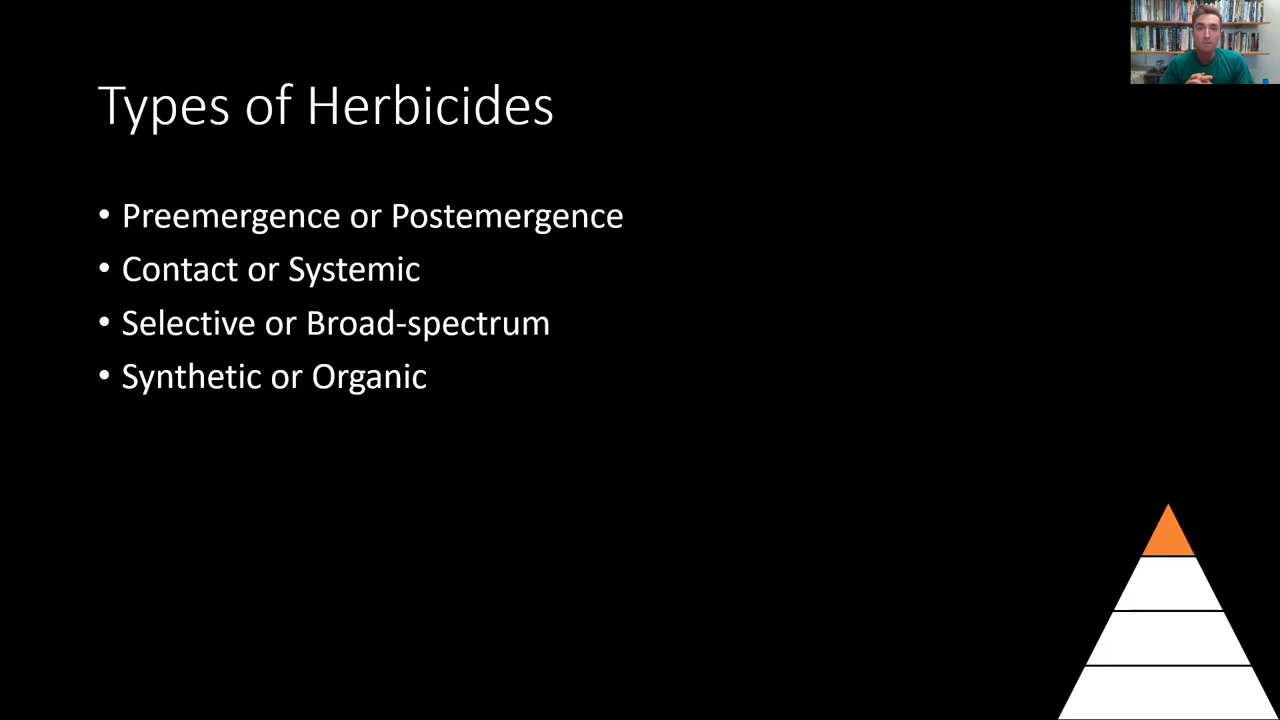 Types of Herbicides
• Preemergence or Postemergence
• Contact or Systemic
• Selective or Broad-spectrum
• Synthetic or Organic